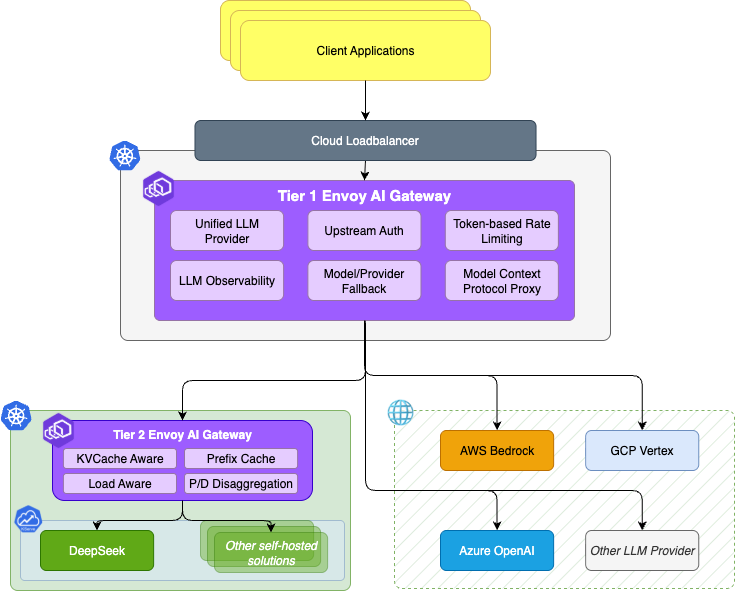 Client Applications
Cloud Loadbalancer
Tier 1 Envoy AI Gateway
Unified LLM
Provider
Upstream Auth
Token-based Rate
Limiting
LLM Observability
Model/Provider
Fallback
Model Context
Protocol Proxy
Tier 2 Envoy AI Gateway
KVCache Aware
Prefix Cache
Load Aware
P/D Disaggregation
DeepSeek
Other self-hosted
solutions
AWS Bedrock
GCP Vertex
Azure OpenAI
Other LLM Provider